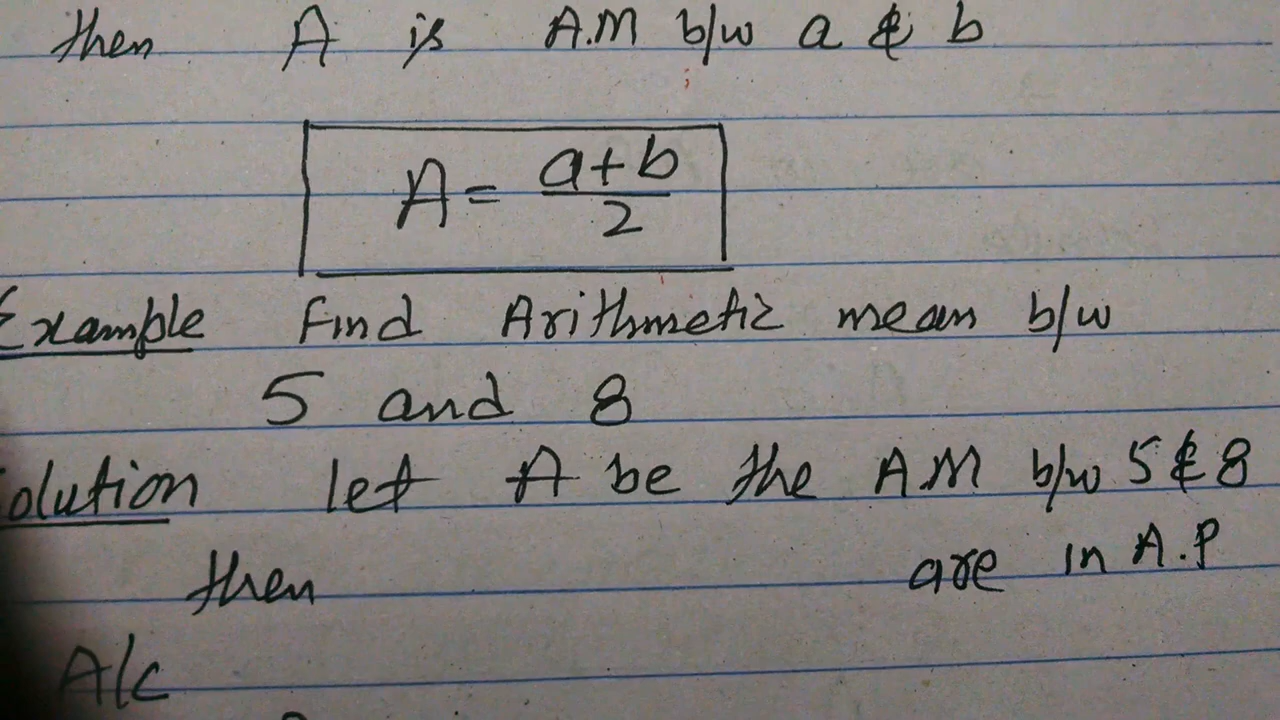 then A is A.M b/w a & b
A = a+b/2
Example Find Arithmetic mean b/w
5 and 8
olution let A be the A.M b/w 5 & 8
then are in A.P
A/c